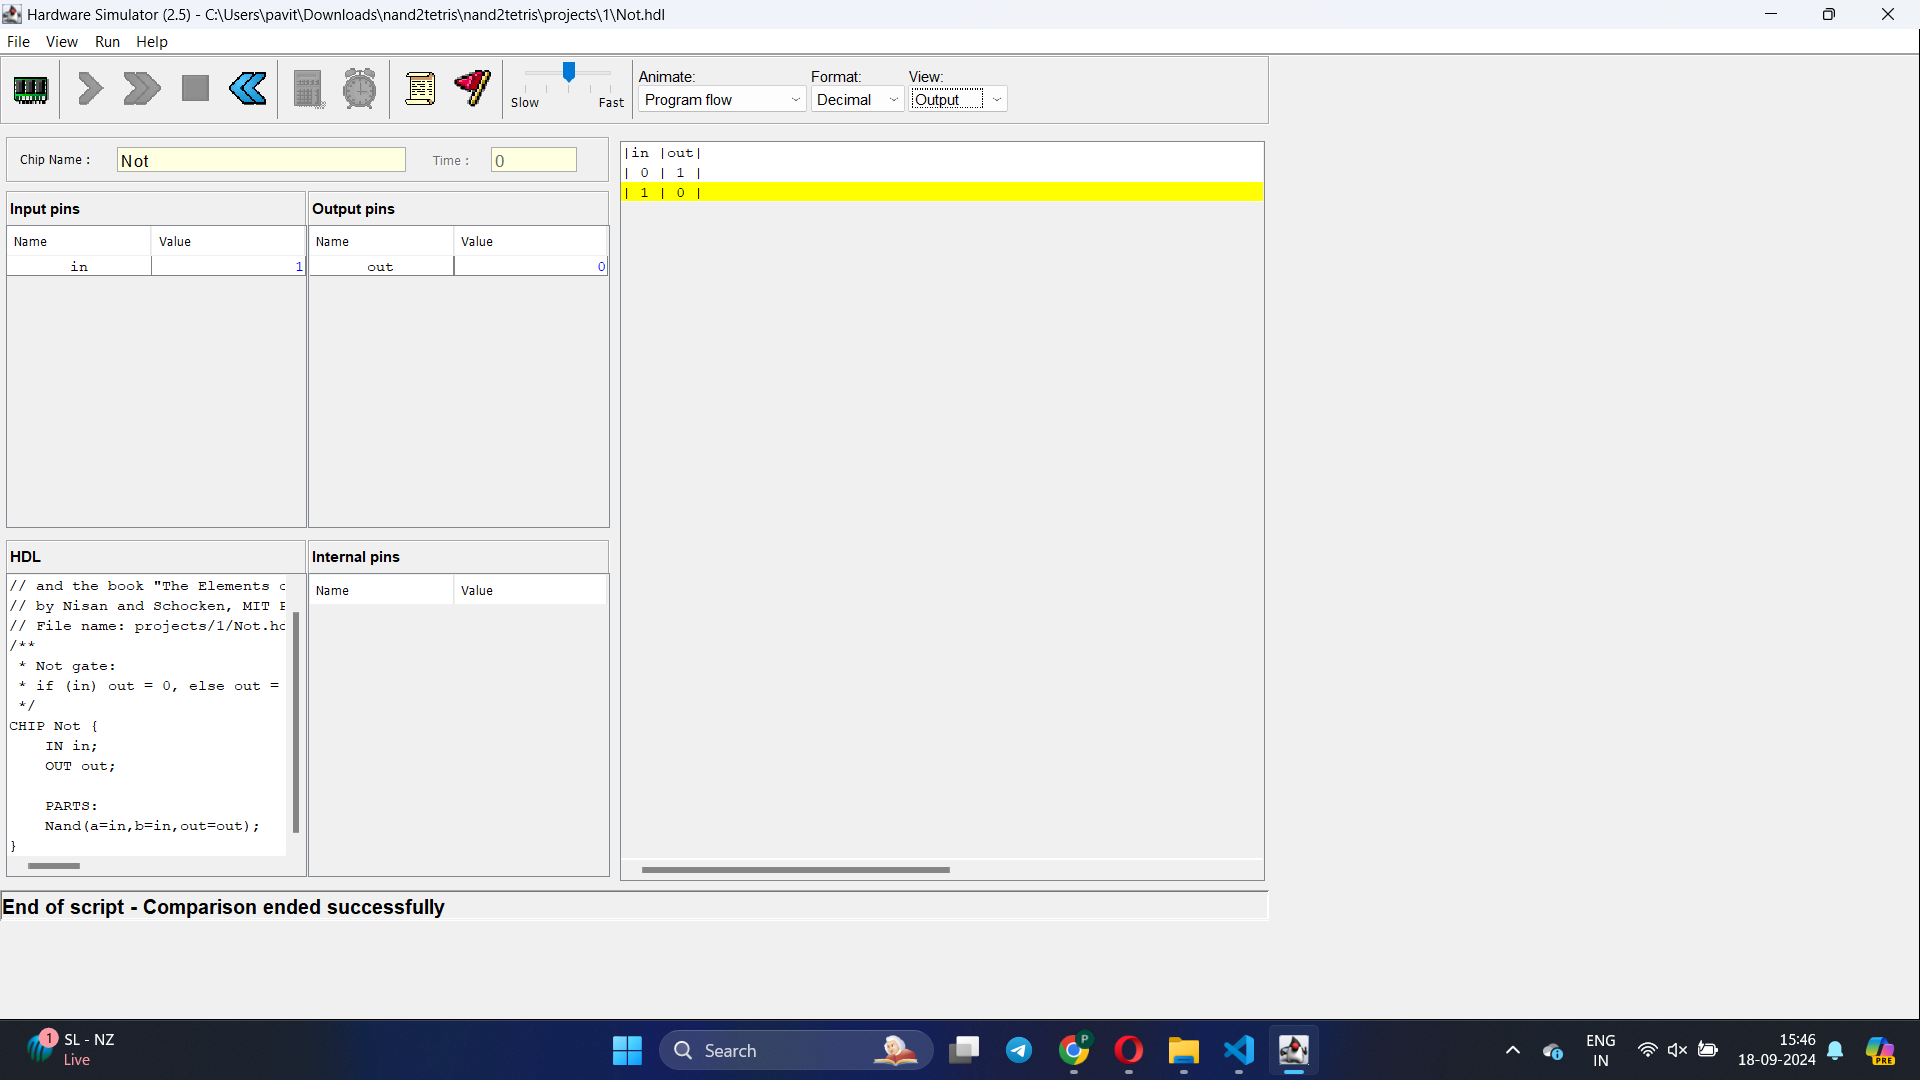 Hardware Simulator (2.5) - C:\Users\pavit\Downloads\nand2tetris\nand2tetris\projects\1\Not.hdl
File View Run Help
Slow Fast
Animate: Format: View:
Program flow Decimal Output
Chip Name : Not Time : 0
Input pins Output pins
Name Value Name Value
in 1 out 0
|in |out|
| 0 | 1 |
| 1 | 0 |
HDL Internal pins
Name Value
// and the book "The Elements
// by Nisan and Schocken, MIT
// File name: projects/1/Not.
/**
* Not gate:
* if (in) out = 0, else out =
*/
CHIP Not {
IN in;
OUT out;
PARTS:
Nand(a=in,b=in,out=out);
}
End of script - Comparison ended successfully
1 SL - NZ
Live
Search
P
ENG
IN
15:46
18-09-2024
PRE